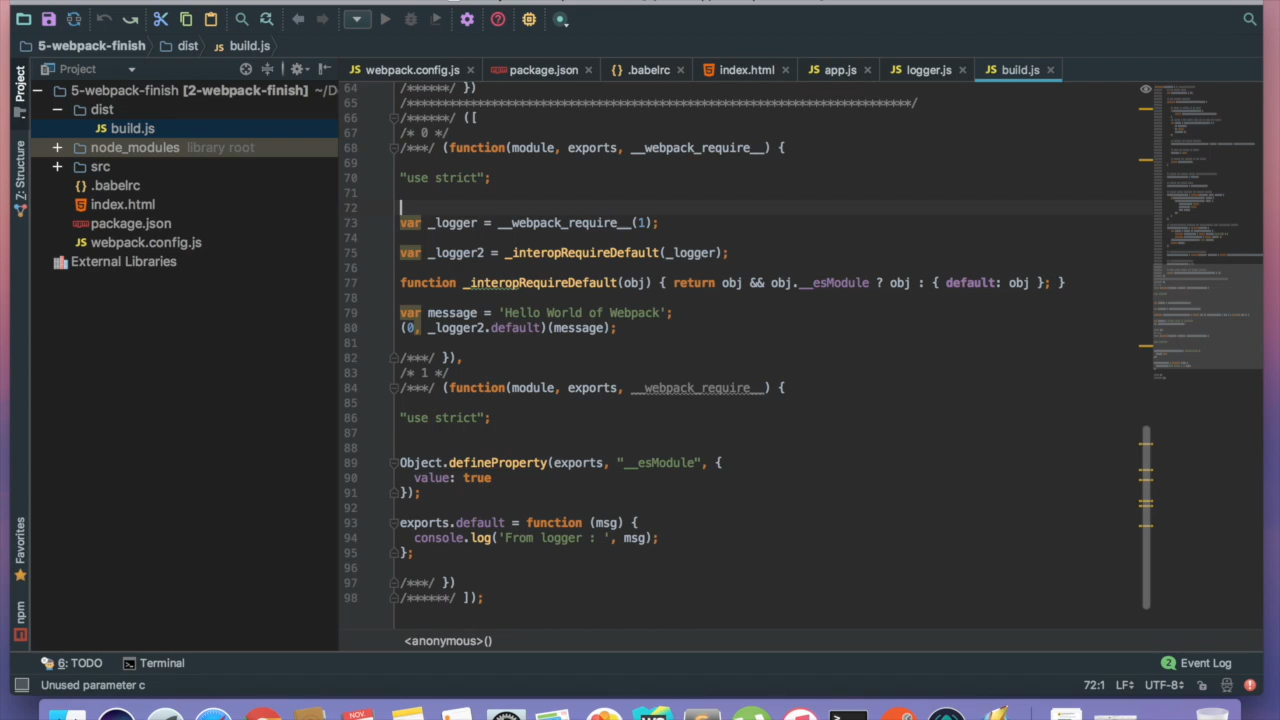 5-webpack-finish
dist
build.js
Project
webpack.config.js
package.json
.babelrc
index.html
app.js
logger.js
build.js
Project
Z: Structure
Favorites
npm
5-webpack-finish [2-webpack-finish] ~/D
dist
build.js
node_modules library root
src
.babelrc
index.html
package.json
webpack.config.js
External Libraries
64 /******/ })
65 /************************************************************************/
66 /******/ ([
67 /* 0 */
68 /***/ (function(module, exports, __webpack_require__) {
69
70 "use strict";
71
72
73 var _logger = __webpack_require__(1);
74
75 var _logger2 = _interopRequireDefault(_logger);
76
77 function _interopRequireDefault(obj) { return obj && obj.__esModule ? obj : { default: obj }; }
78
79 var message = 'Hello World of Webpack';
80 (0, _logger2.default)(message);
81
82 /***/ }),
83 /* 1 */
84 /***/ (function(module, exports, __webpack_require__) {
85
86 "use strict";
87
88
89 Object.defineProperty(exports, "__esModule", {
90 value: true
91 });
92
93 exports.default = function (msg) {
94 console.log('From logger : ', msg);
95 };
96
97 /***/ })
98 /******/ ]);
<anonymous>()
6: TODO
Terminal
2 Event Log
Unused parameter c
72:1 LF UTF-8
NOV